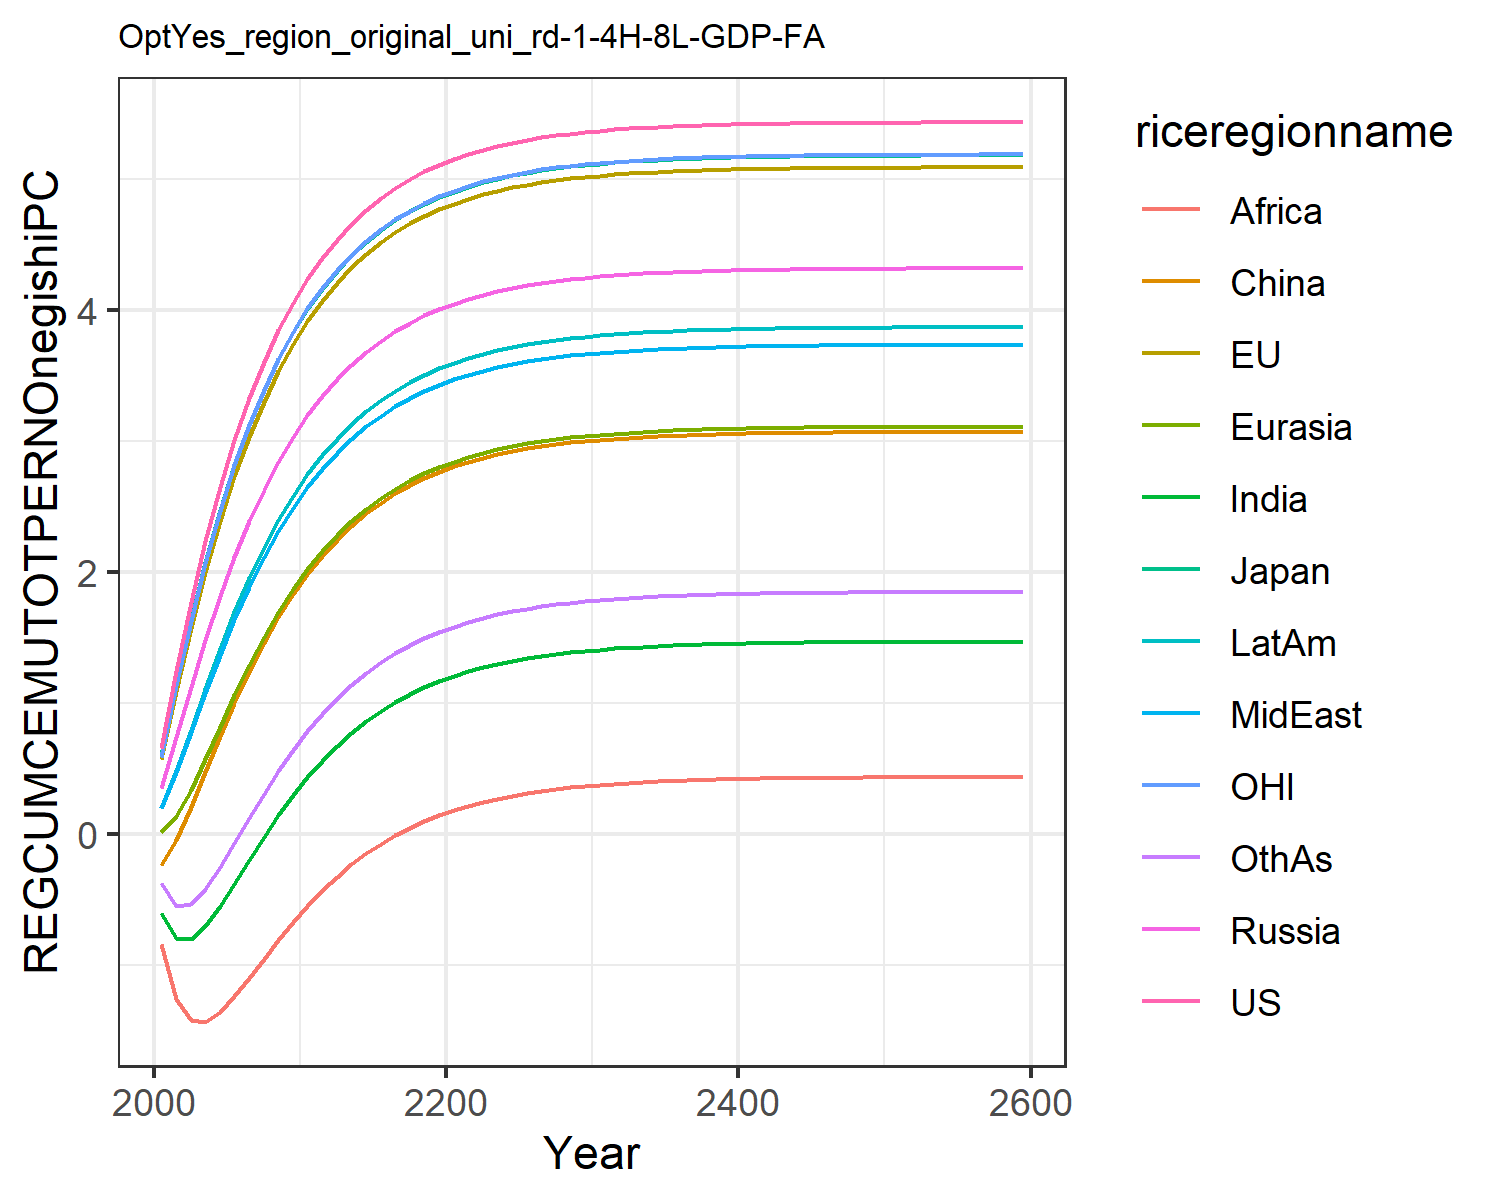 OptYes_region_original_uni_rd-1-4H-8L-GDP-FA
REGCUMCEMUTOTPERNOnegishiPC
4
2
0
2000
2200
2400
2600
Year
riceregionname
Africa
China
EU
Eurasia
India
Japan
LatAm
MidEast
OHI
OthAs
Russia
US